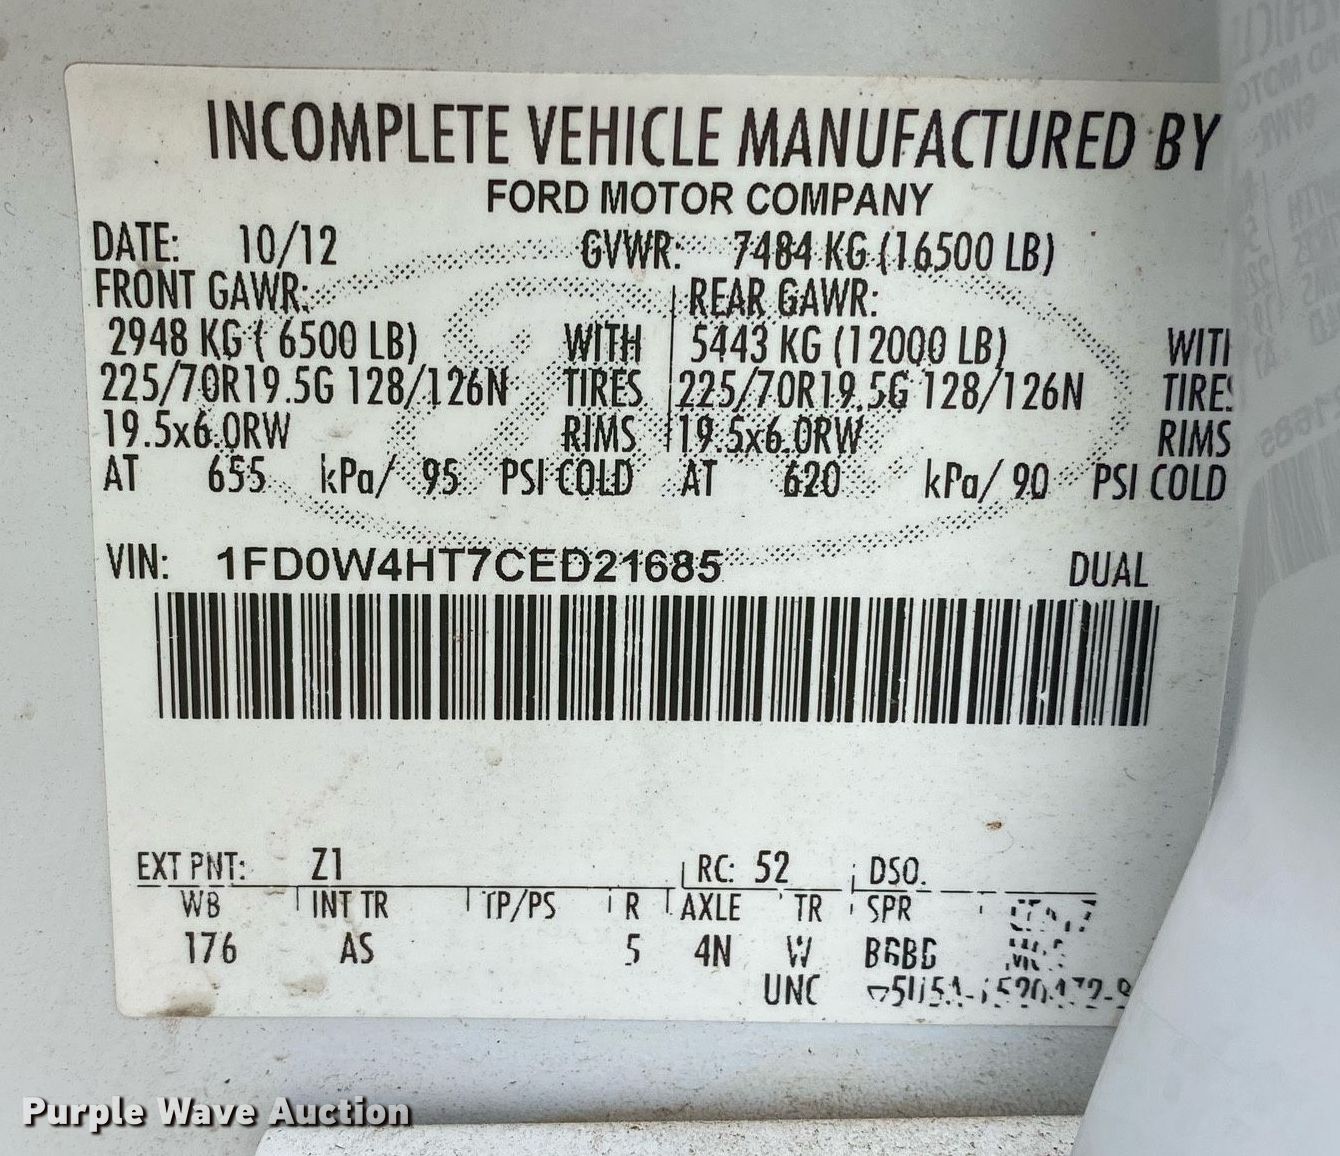 INCOMPLETE VEHICLE MANUFACTURED BY
FORD MOTOR COMPANY
DATE: 10/12 GVWR: 7484 KG (16500 LB)
FRONT GAWR: REAR GAWR:
2948 KG ( 6500 LB) WITH 5443 KG (12000 LB) WITH
225/70R19.5G 128/126N TIRES 225/70R19.5G 128/126N TIRES
19.5x6.0RW RIMS 19.5x6.0RW RIMS
AT 655 kPa/ 95 PSI COLD AT 620 kPa/ 90 PSI COLD
VIN: 1FD0W4HT7CED21685 DUAL
EXT PNT: Z1 RC: 52 DSO:
WB INT TR TP/PS R AXLE TR SPR
176 AS 5 4N W BGBG
UNC
Purple Wave Auction